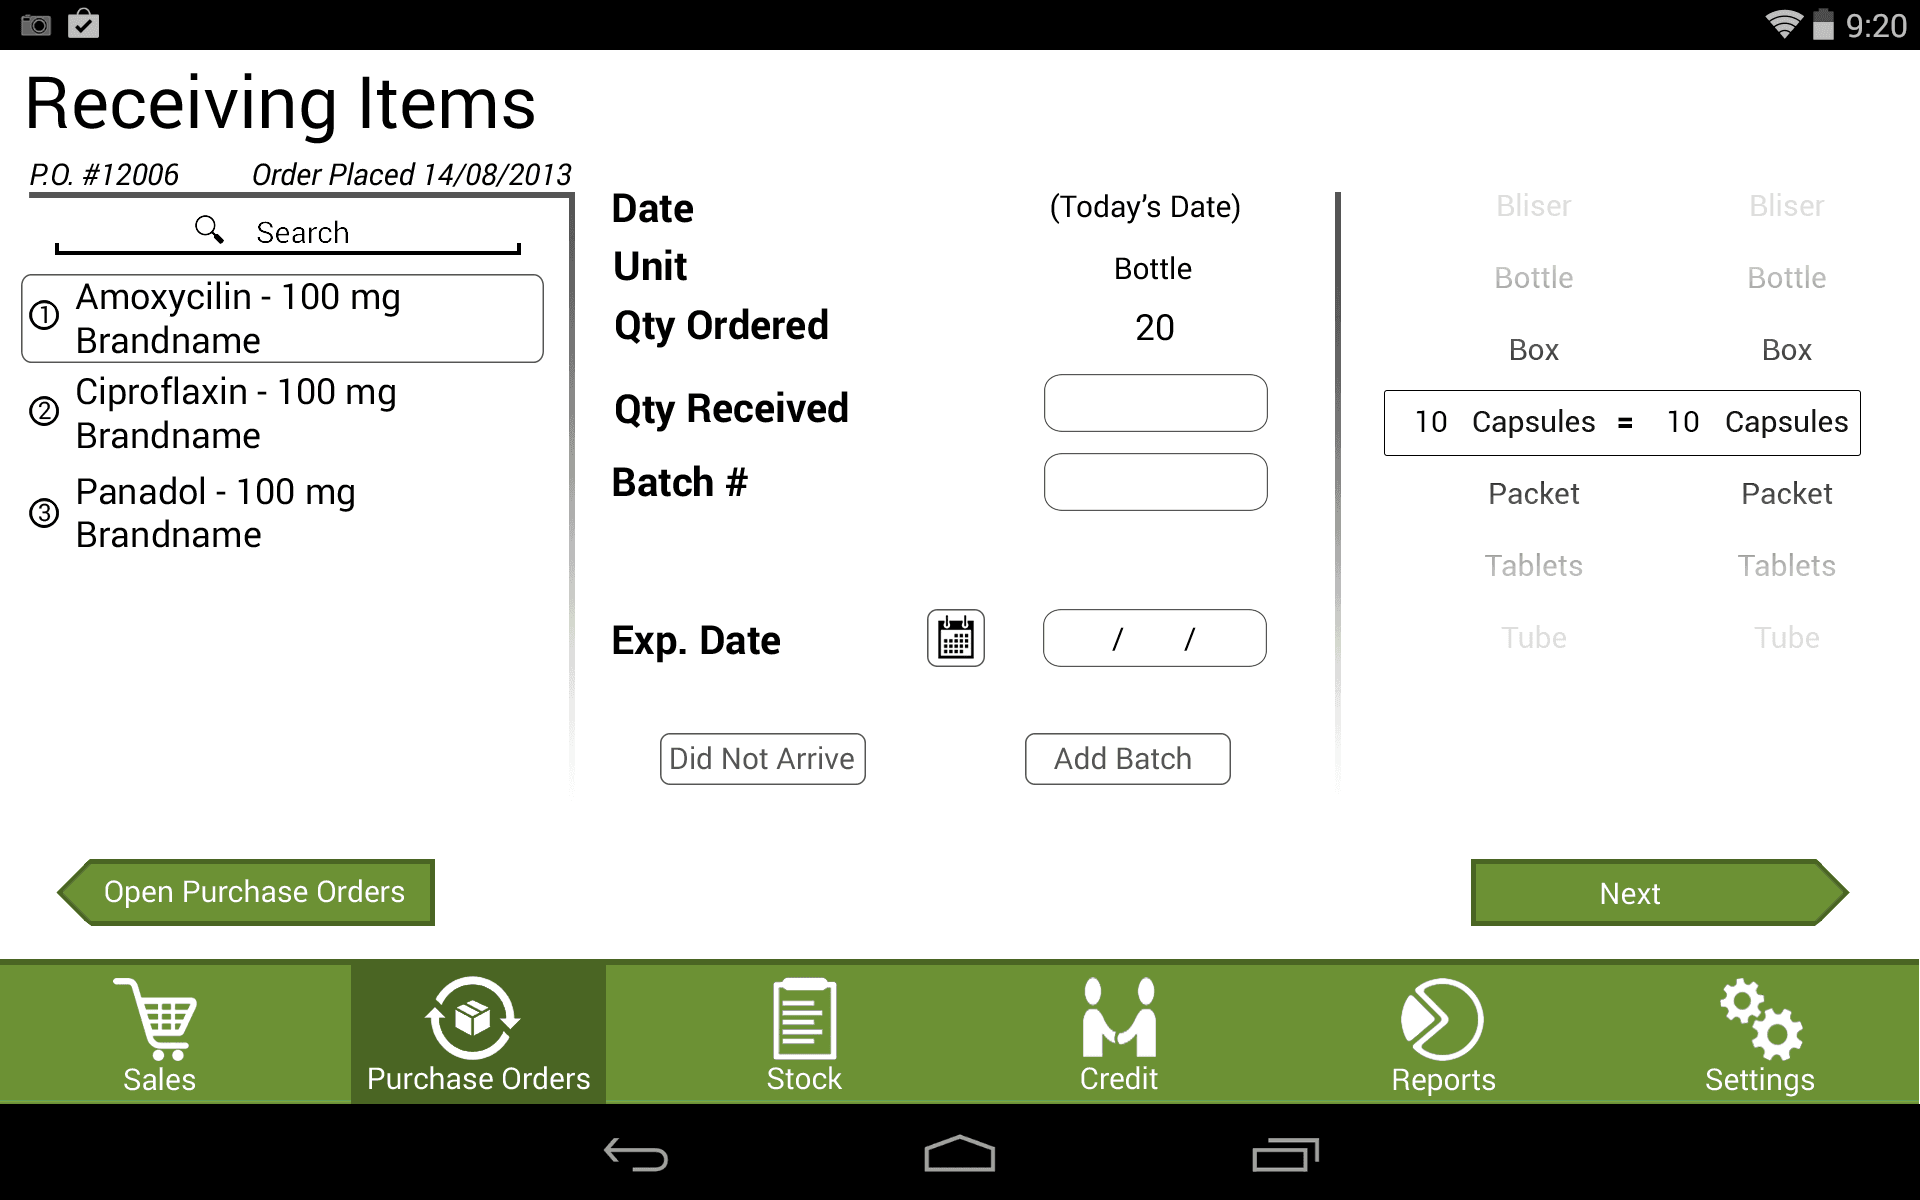 9:20
Receiving Items
P.O. #12006 Order Placed 14/08/2013
Search
1 Amoxycilin - 100 mg
Brandname
2 Ciproflaxin - 100 mg
Brandname
3 Panadol - 100 mg
Brandname
Date (Today's Date)
Unit Bottle
Qty Ordered 20
Qty Received
Batch #
Exp. Date / /
Did Not Arrive Add Batch
Bliser Bliser
Bottle Bottle
Box Box
10 Capsules = 10 Capsules
Packet Packet
Tablets Tablets
Tube Tube
Open Purchase Orders Next
Sales Purchase Orders Stock Credit Reports Settings